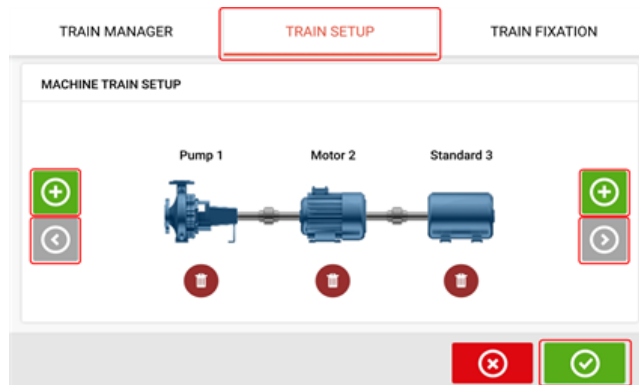 TRAIN MANAGER TRAIN SETUP TRAIN FIXATION
MACHINE TRAIN SETUP
Pump 1 Motor 2 Standard 3